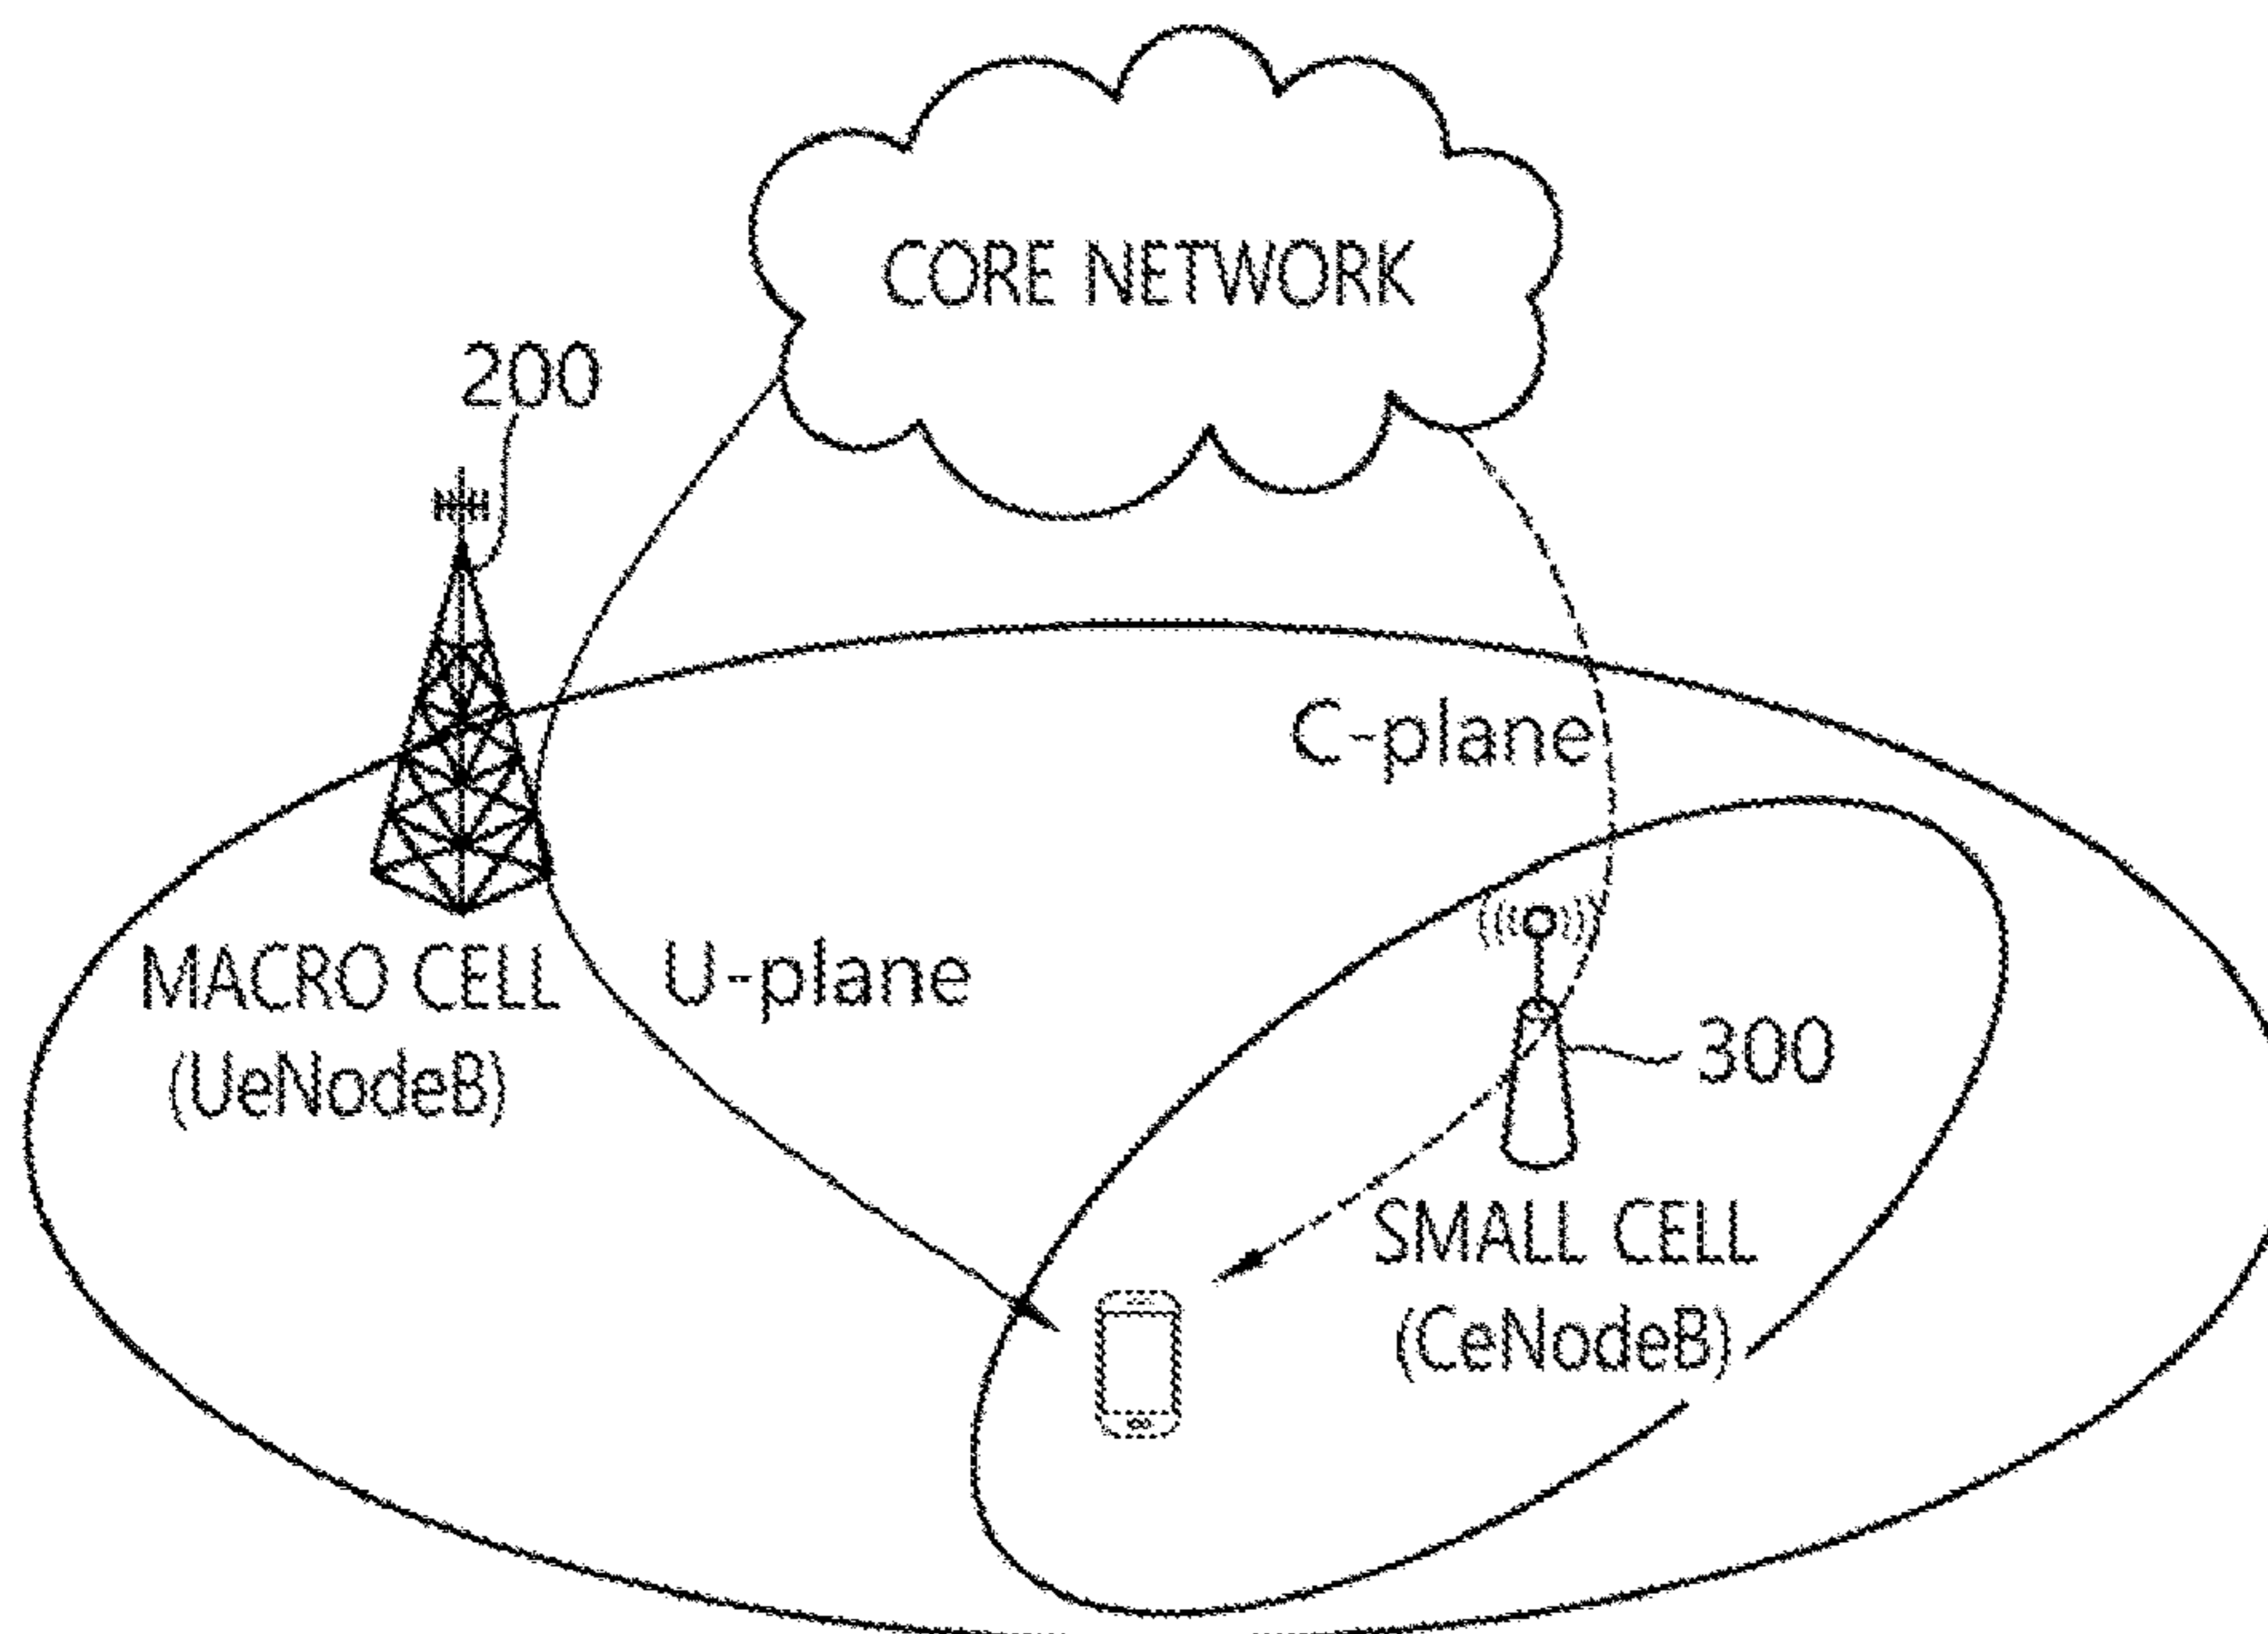 CORE NETWORK
200
C-plane
MACRO CELL
(UeNodeB)
U-plane
300
SMALL CELL
(CeNodeB)